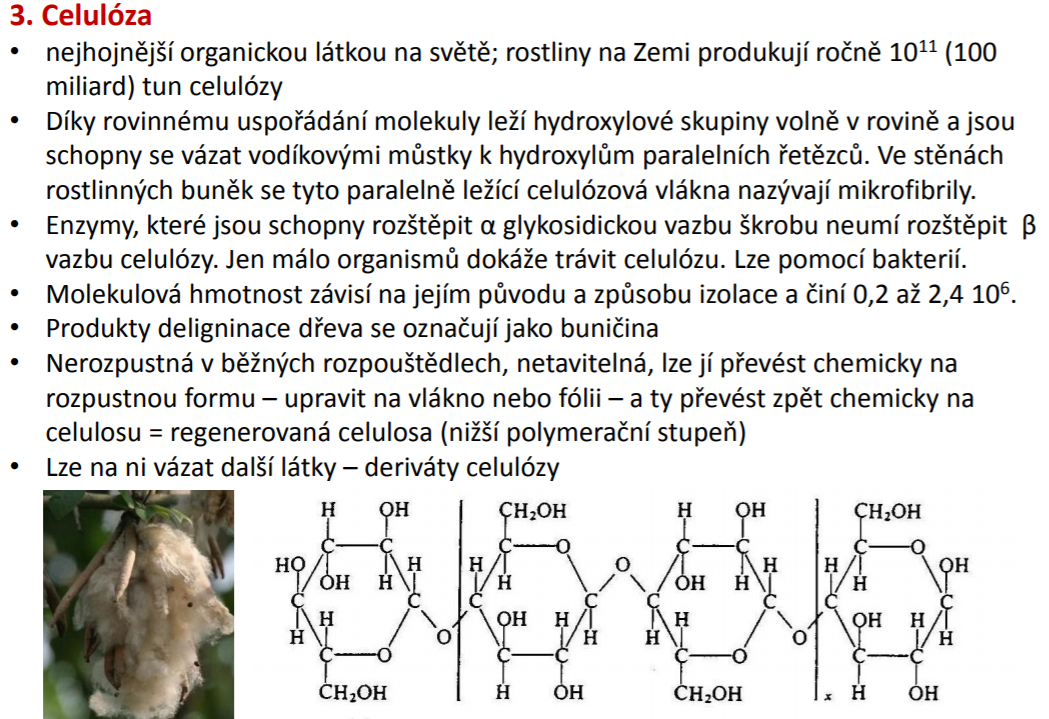 3. Celulóza
• nejhojnější organickou látkou na světě; rostliny na Zemi produkují ročně 10¹¹ (100
miliard) tun celulózy
• Díky rovinnému uspořádání molekuly leží hydroxylové skupiny volně v rovině a jsou
schopny se vázat vodíkovými můstky k hydroxylům paralelních řetězců. Ve stěnách
rostlinných buněk se tyto paralelně ležící celulózová vlákna nazývají mikrofibrily.
• Enzymy, které jsou schopny rozštěpit α glykosidickou vazbu škrobu neumí rozštěpit β
vazbu celulózy. Jen málo organismů dokáže trávit celulózu. Lze pomocí bakterií.
• Molekulová hmotnost závisí na jejím původu a způsobu izolace a činí 0,2 až 2,4 10⁶.
• Produkty deligninace dřeva se označují jako buničina
• Nerozpustná v běžných rozpouštědlech, netavitelná, lze jí převést chemicky na
rozpustnou formu – upravit na vlákno nebo fólii – a ty převést zpět chemicky na
celulosu = regenerovaná celulosa (nižší polymerační stupeň)
• Lze na ni vázat další látky – deriváty celulózy
H OH CH₂OH H OH CH₂OH
C C C O C C C O
HO OH H H H H O OH H H H H OH
C C C C C C C C
H H O OH H H H H O OH H H
C O C C C O C C
CH₂OH H OH CH₂OH x H OH